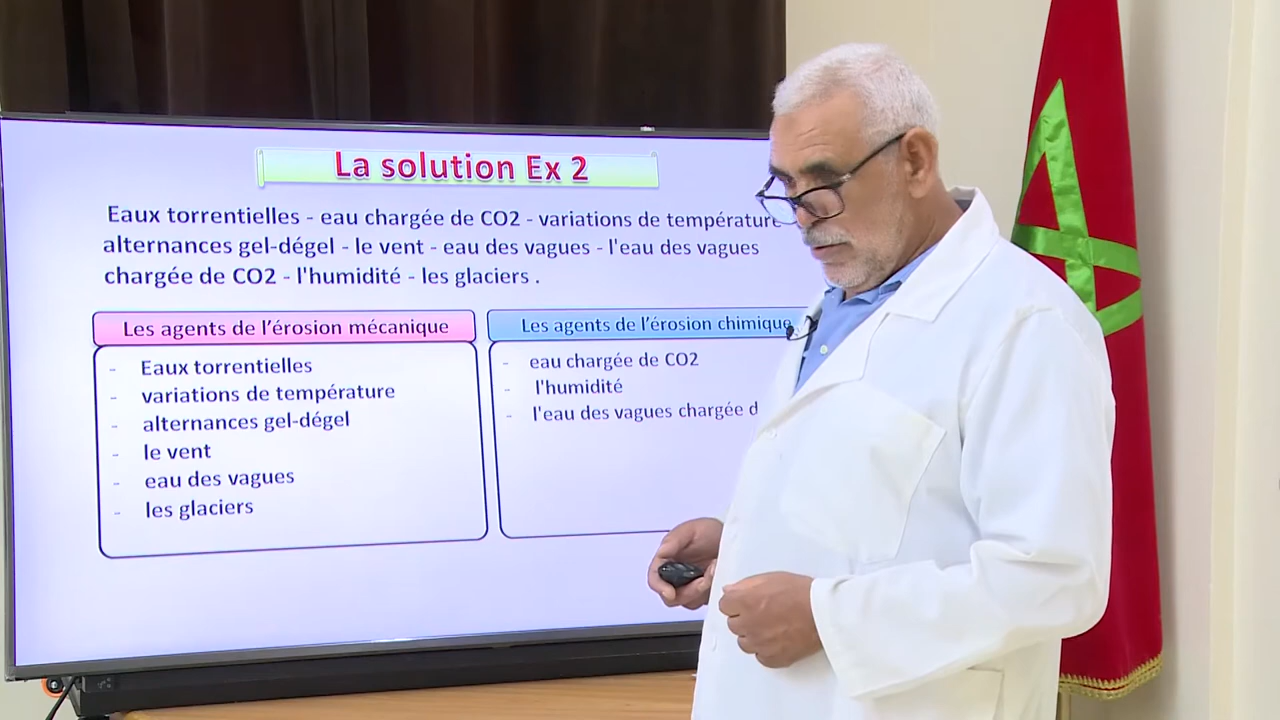 La solution Ex 2
Eaux torrentielles - eau chargée de CO2 - variations de température
alternances gel-dégel - le vent - eau des vagues - l'eau des vagues
chargée de CO2 - l'humidité - les glaciers .
Les agents de l'érosion mécanique
- Eaux torrentielles
- variations de température
- alternances gel-dégel
- le vent
- eau des vagues
- les glaciers
Les agents de l'érosion chimique
- eau chargée de CO2
- l'humidité
- l'eau des vagues chargée d